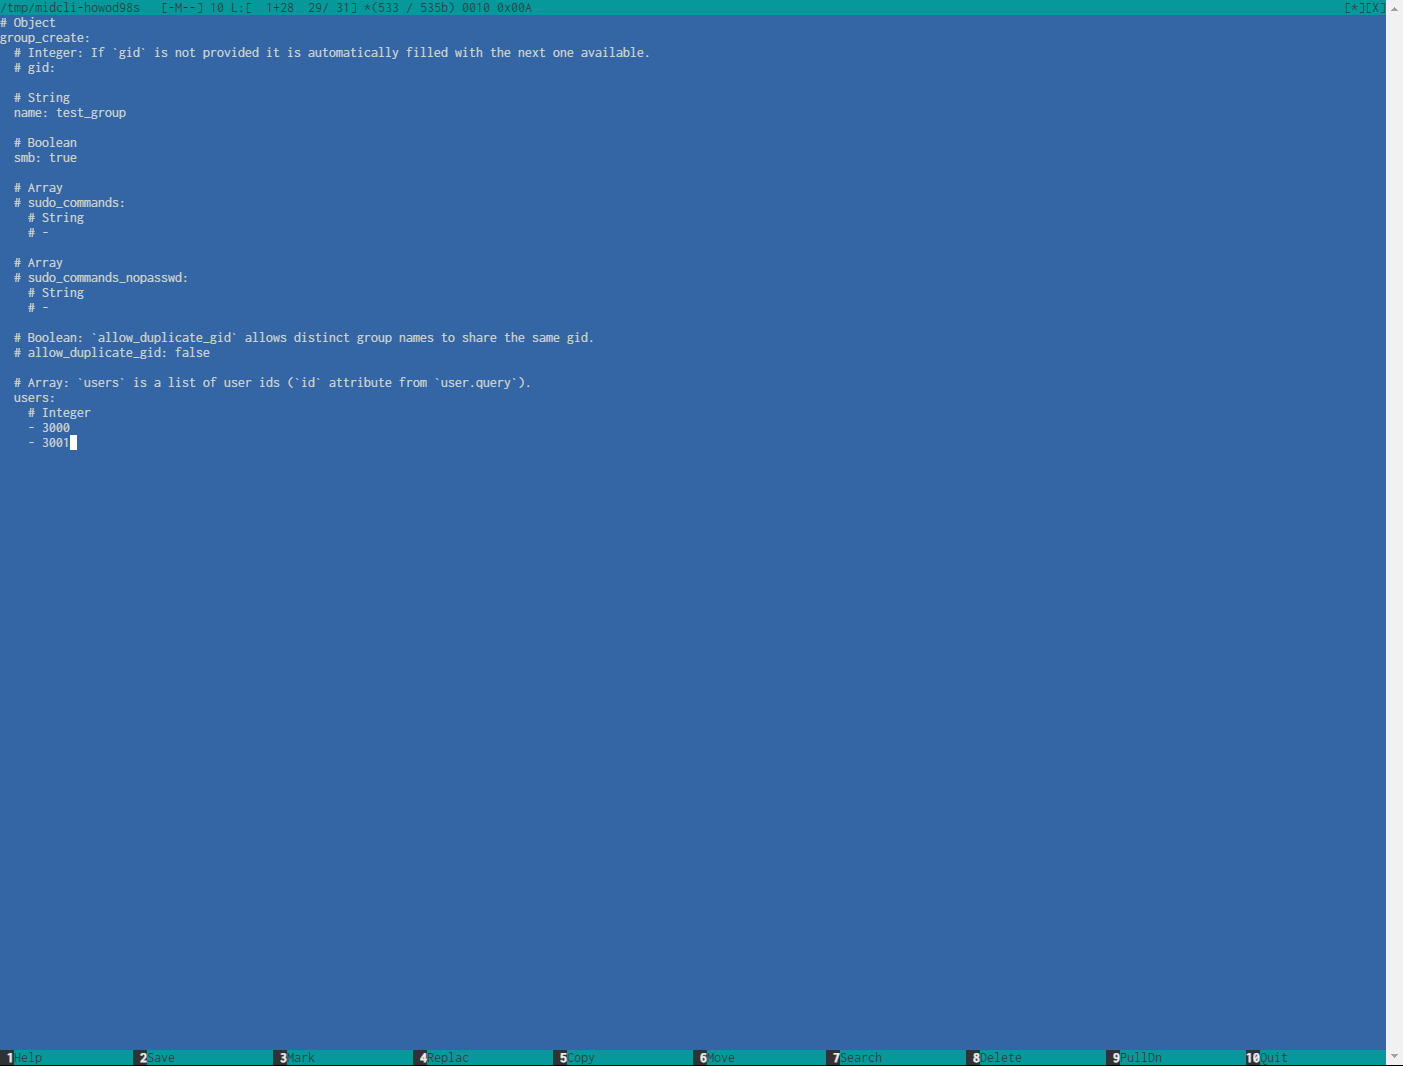 /tmp/midcli-howod98s   [-M--] 10 L:[  1+28  29/ 31] *(533 / 535b) 0010 0x00A [*][X]
# Object
group_create:
  # Integer: If `gid` is not provided it is automatically filled with the next one available.
  # gid:

  # String
  name: test_group

  # Boolean
  smb: true

  # Array
  # sudo_commands:
    # String
    # -

  # Array
  # sudo_commands_nopasswd:
    # String
    # -

  # Boolean: `allow_duplicate_gid` allows distinct group names to share the same gid.
  # allow_duplicate_gid: false

  # Array: `users` is a list of user ids (`id` attribute from `user.query`).
  users:
    # Integer
    - 3000
    - 3001
1Help 2Save 3Mark 4Replac 5Copy 6Move 7Search 8Delete 9PullDn 10Quit